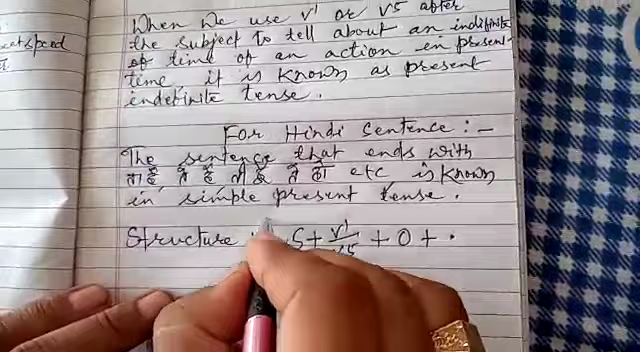 eet speed
When we use V' or V5 after
the subject to tell about an indefinite
of time of an action in present
time it is known as present
indefinite tense.
For Hindi Sentence :-
The sentence that ends with
ता है ते है ती है ते हो etc is known
in simple present tense.
Structure S + V'/V5 + O + .